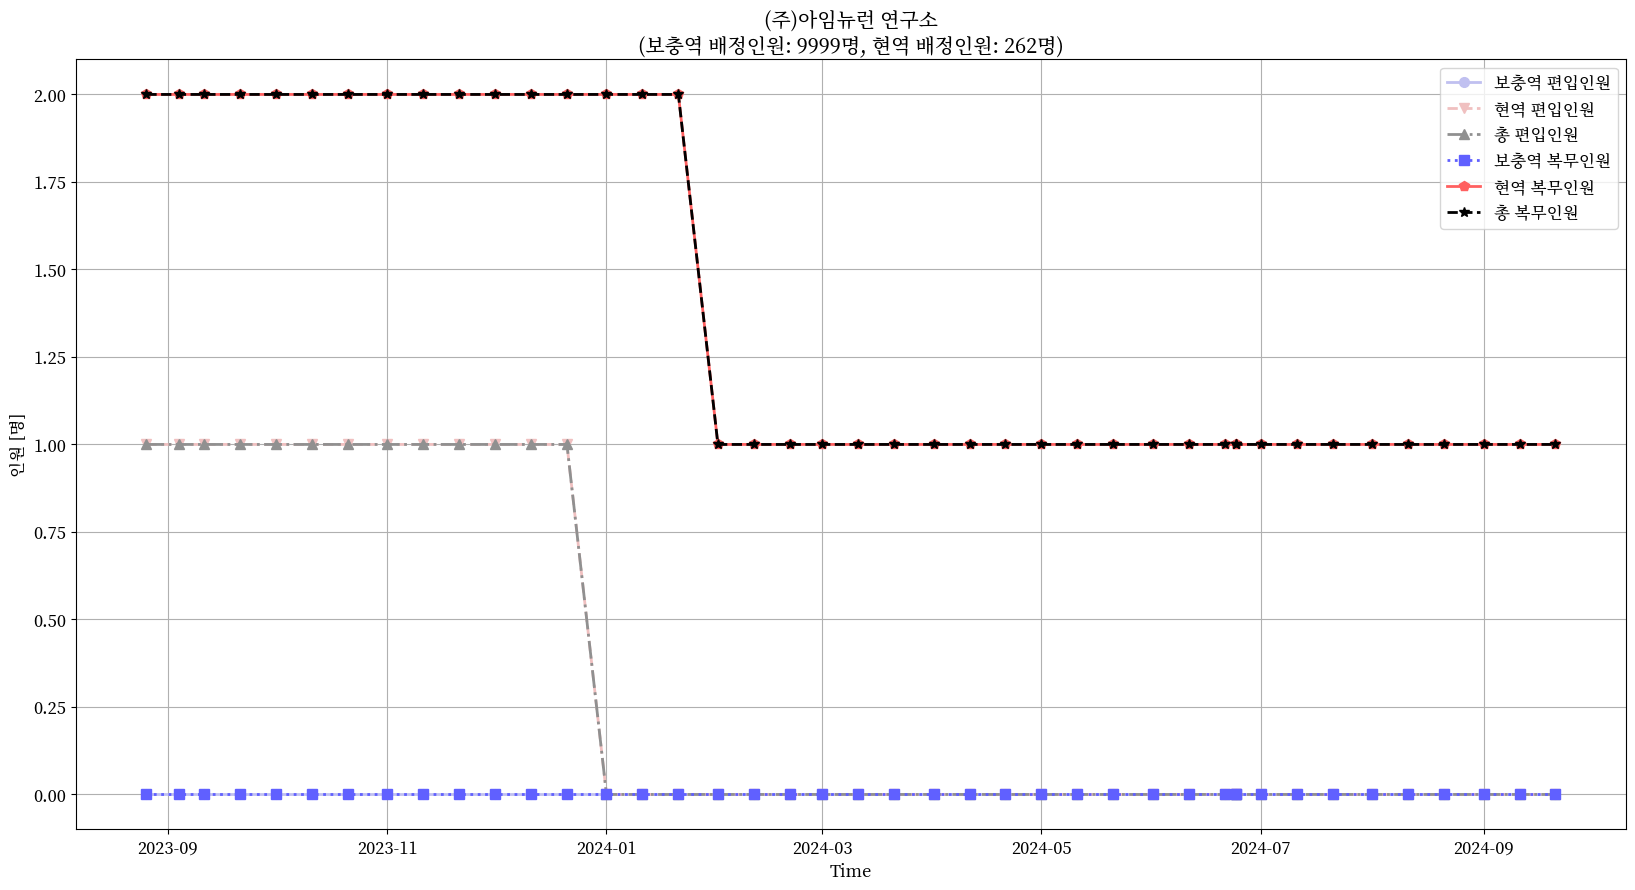 (주)아임뉴런 연구소
(보충역 배정인원: 9999명, 현역 배정인원: 262명)
보충역 편입인원
현역 편입인원
총 편입인원
보충역 복무인원
현역 복무인원
총 복무인원
인원 [명]
2.00
1.75
1.50
1.25
1.00
0.75
0.50
0.25
0.00
2023-09
2023-11
2024-01
2024-03
2024-05
2024-07
2024-09
Time